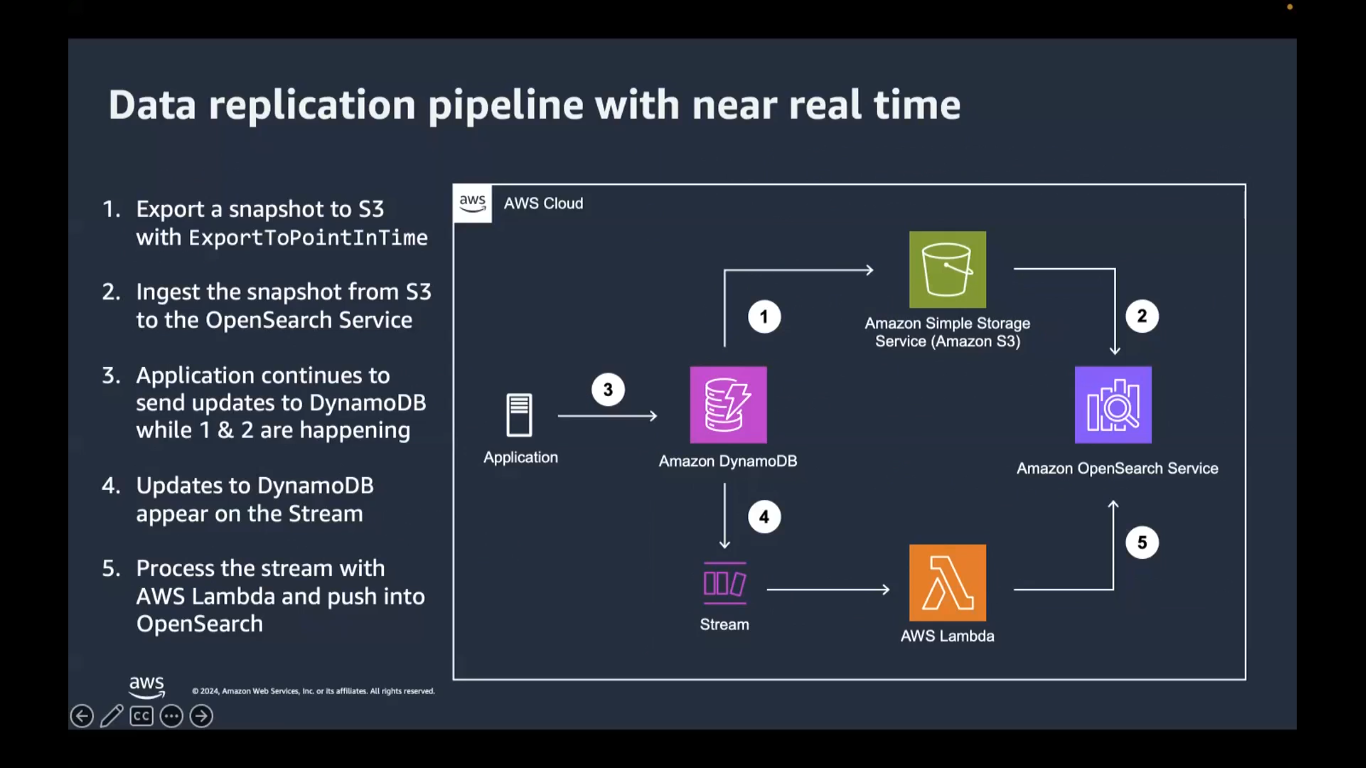 Data replication pipeline with near real time
1. Export a snapshot to S3
with ExportToPointInTime
2. Ingest the snapshot from S3
to the OpenSearch Service
3. Application continues to
send updates to DynamoDB
while 1 & 2 are happening
4. Updates to DynamoDB
appear on the Stream
5. Process the stream with
AWS Lambda and push into
OpenSearch
aws
AWS Cloud
1
Amazon Simple Storage
Service (Amazon S3)
2
3
Application
Amazon DynamoDB
Amazon OpenSearch Service
4
5
Stream
AWS Lambda
aws
© 2024, Amazon Web Services, Inc. or its affiliates. All rights reserved.
CC